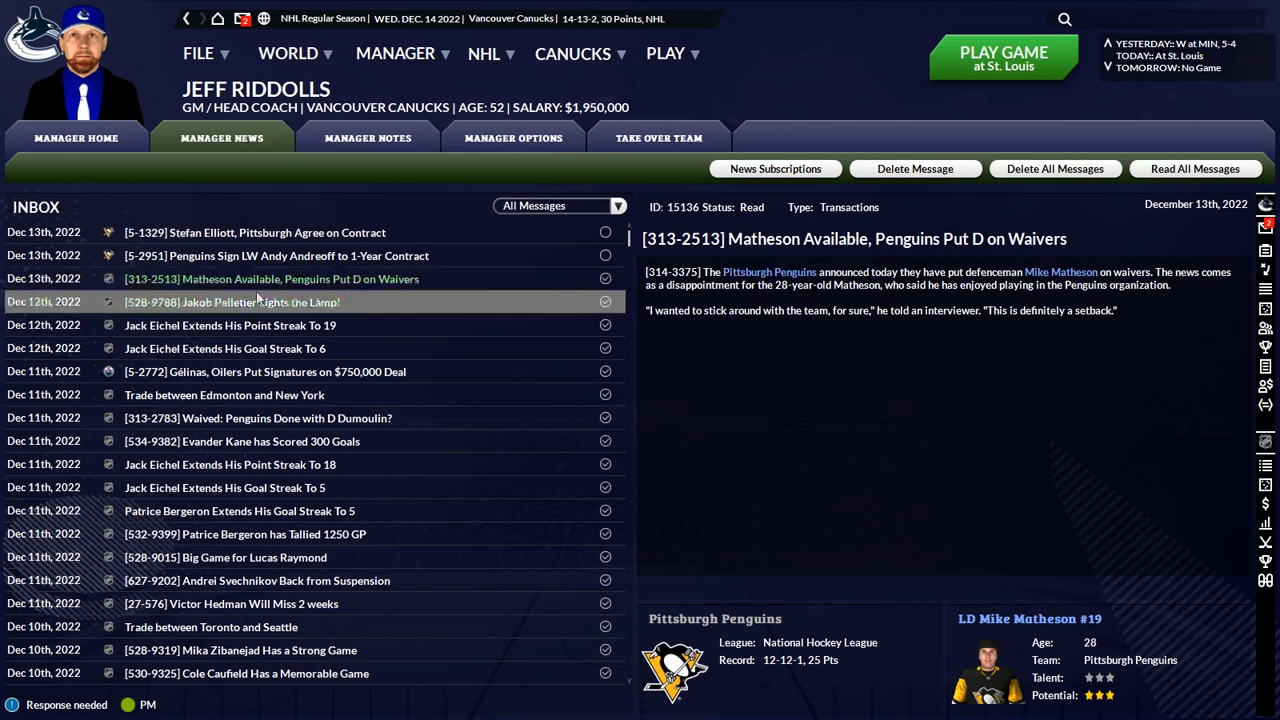 NHL Regular Season | WED. DEC. 14 2022 | Vancouver Canucks | 14-13-2, 30 Points, NHL
2
FILE WORLD MANAGER NHL CANUCKS PLAY
PLAY GAME
at St. Louis
YESTERDAY:: W at MIN, 5-4
TODAY:: At St. Louis
TOMORROW: No Game
JEFF RIDDOLLS
GM / HEAD COACH | VANCOUVER CANUCKS | AGE: 52 | SALARY: $1,950,000
MANAGER HOME MANAGER NEWS MANAGER NOTES MANAGER OPTIONS TAKE OVER TEAM
News Subscriptions Delete Message Delete All Messages Read All Messages
INBOX All Messages
Dec 13th, 2022 [5-1329] Stefan Elliott, Pittsburgh Agree on Contract
Dec 13th, 2022 [5-2951] Penguins Sign LW Andy Andreoff to 1-Year Contract
Dec 13th, 2022 [313-2513] Matheson Available, Penguins Put D on Waivers
Dec 12th, 2022 [528-9788] Jakob Pelletier Lights the Lamp!
Dec 12th, 2022 Jack Eichel Extends His Point Streak To 19
Dec 12th, 2022 Jack Eichel Extends His Goal Streak To 6
Dec 12th, 2022 [5-2772] Gélinas, Oilers Put Signatures on $750,000 Deal
Dec 11th, 2022 Trade between Edmonton and New York
Dec 11th, 2022 [313-2783] Waived: Penguins Done with D Dumoulin?
Dec 11th, 2022 [534-9382] Evander Kane has Scored 300 Goals
Dec 11th, 2022 Jack Eichel Extends His Point Streak To 18
Dec 11th, 2022 Jack Eichel Extends His Goal Streak To 5
Dec 11th, 2022 Patrice Bergeron Extends His Goal Streak To 5
Dec 11th, 2022 [532-9399] Patrice Bergeron has Tallied 1250 GP
Dec 11th, 2022 [528-9015] Big Game for Lucas Raymond
Dec 11th, 2022 [627-9202] Andrei Svechnikov Back from Suspension
Dec 11th, 2022 [27-576] Victor Hedman Will Miss 2 weeks
Dec 10th, 2022 Trade between Toronto and Seattle
Dec 10th, 2022 [528-9319] Mika Zibanejad Has a Strong Game
Dec 10th, 2022 [530-9325] Cole Caufield Has a Memorable Game
Response needed PM
ID: 15136 Status: Read Type: Transactions December 13th, 2022
[313-2513] Matheson Available, Penguins Put D on Waivers
[314-3375] The Pittsburgh Penguins announced today they have put defenceman Mike Matheson on waivers. The news comes
as a disappointment for the 28-year-old Matheson, who said he has enjoyed playing in the Penguins organization.
"I wanted to stick around with the team, for sure," he told an interviewer. "This is definitely a setback."
Pittsburgh Penguins
League: National Hockey League
Record: 12-12-1, 25 Pts
LD Mike Matheson #19
Age: 28
Team: Pittsburgh Penguins
Talent:
Potential:
2